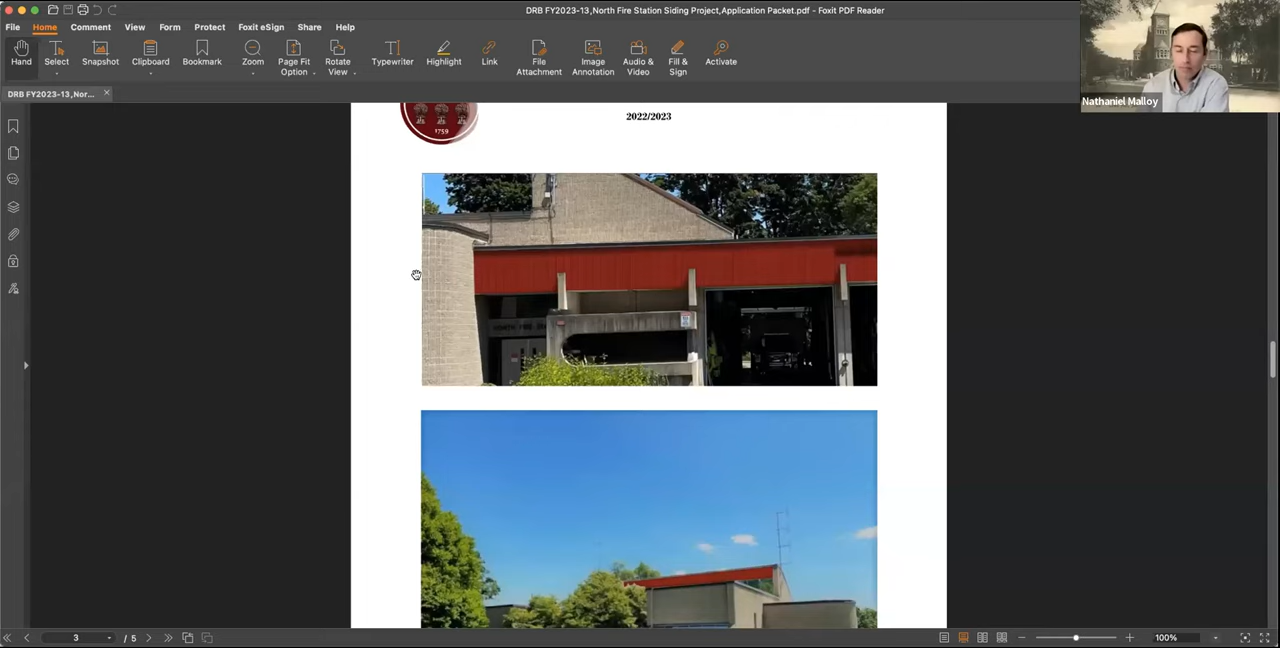 DRB FY2023-13,North Fire Station Siding Project,Application Packet.pdf - Foxit PDF Reader
File Home Comment View Form Protect Foxit eSign Share Help
Hand Select Snapshot Clipboard Bookmark Zoom Page Fit Option Rotate View Typewriter Highlight Link File Attachment Image Annotation Audio & Video Fill & Sign Activate
DRB FY2023-13,Nor...
Nathaniel Malloy
2022/2023
1759
3 / 5
100%